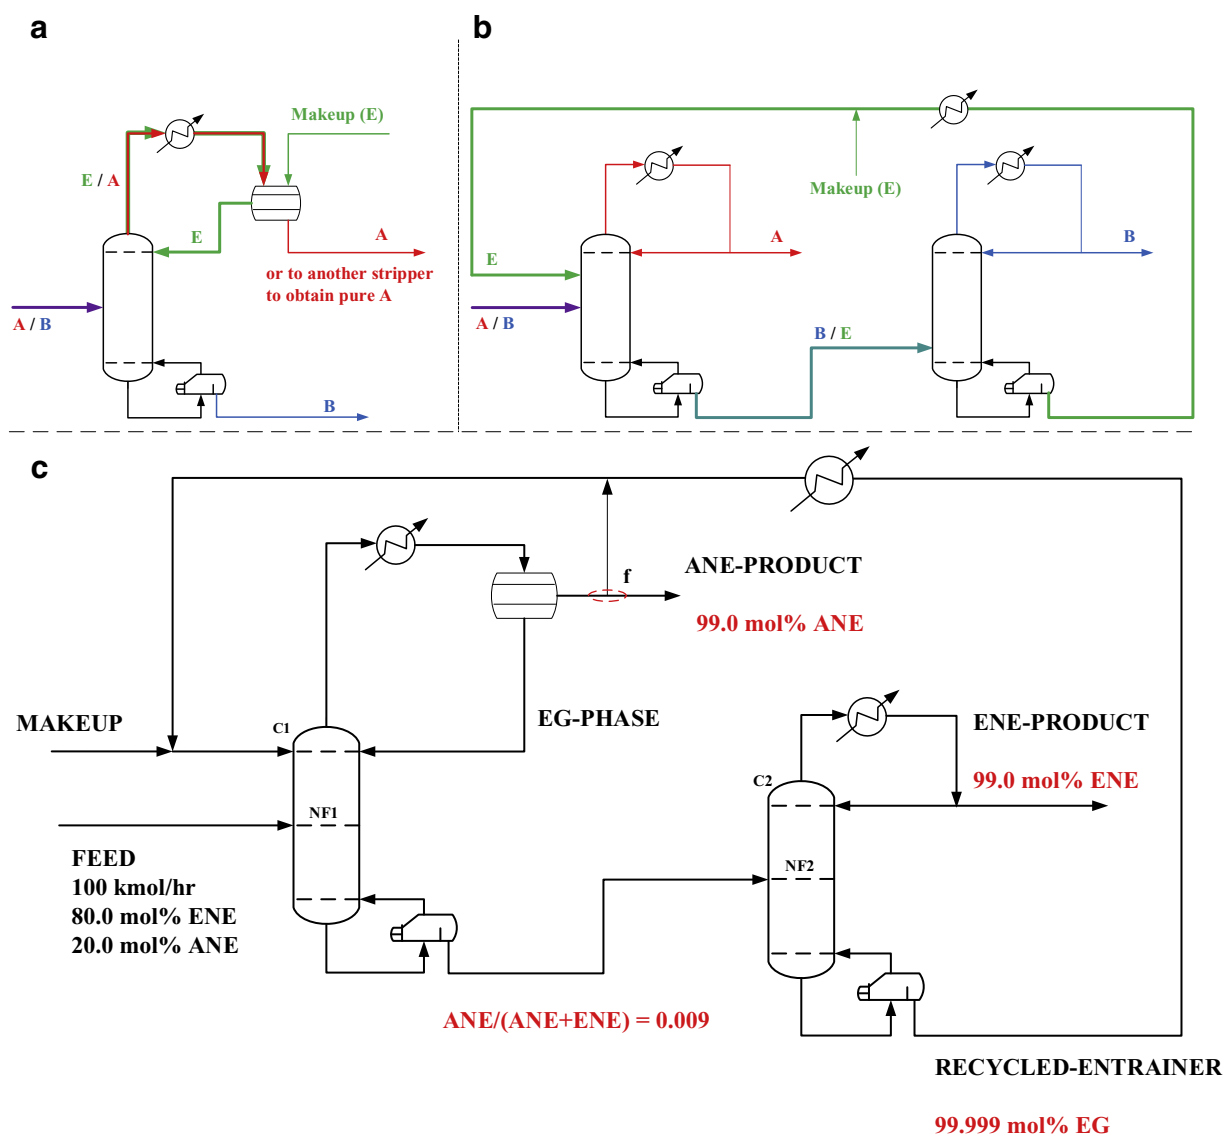 a
Makeup (E)
E / A
E
A
or to another stripper
to obtain pure A
A / B
B
b
Makeup (E)
E
A
B
A / B
B / E
c
f
ANE-PRODUCT
99.0 mol% ANE
MAKEUP
C1
EG-PHASE
ENE-PRODUCT
C2
99.0 mol% ENE
NF1
FEED
100 kmol/hr
80.0 mol% ENE
20.0 mol% ANE
NF2
ANE/(ANE+ENE) = 0.009
RECYCLED-ENTRAINER
99.999 mol% EG